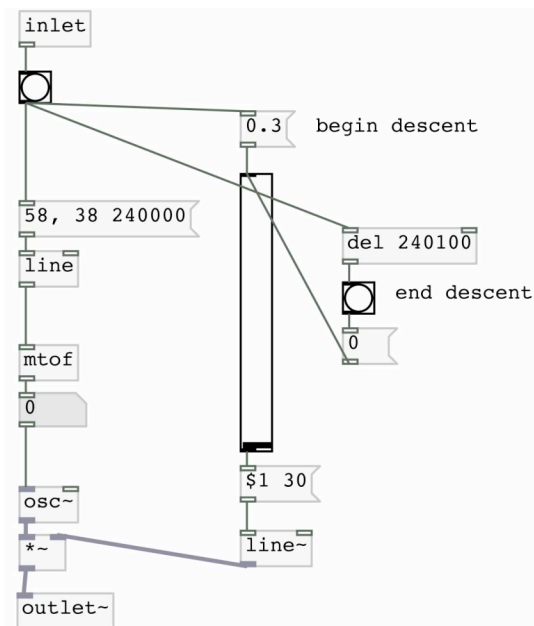 inlet
0.3 begin descent
58, 38 240000
del 240100
line
end descent
0
mtof
0
$1 30
osc~
line~
*~
outlet~